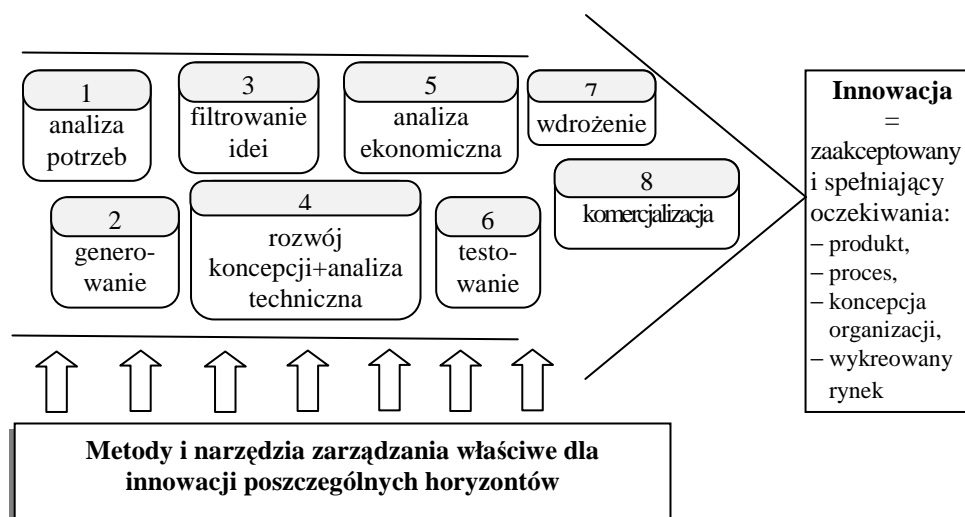 1
analiza
potrzeb
2
genero-
wanie
3
filtrowanie
idei
4
rozwój
koncepcji+analiza
techniczna
5
analiza
ekonomiczna
6
testo-
wanie
7
wdrożenie
8
komercjalizacja
Innowacja
=
zaakceptowany
i spełniający
oczekiwania:
– produkt,
– proces,
– koncepcja
organizacji,
– wykreowany
rynek
Metody i narzędzia zarządzania właściwe dla
innowacji poszczególnych horyzontów